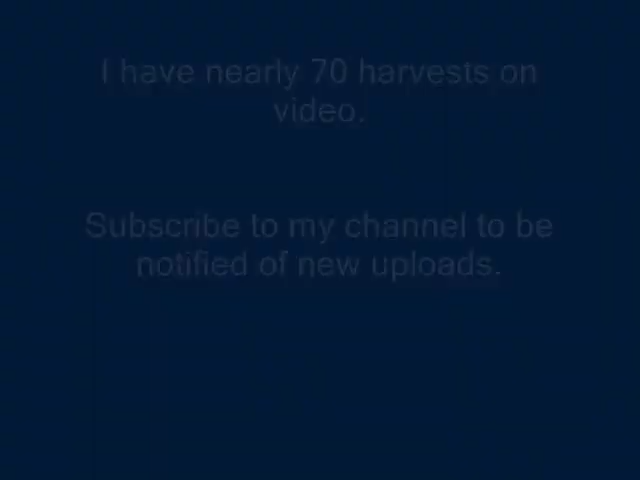 I have nearly 70 harvests on
video.
Subscribe to my channel to be
notified of new uploads.